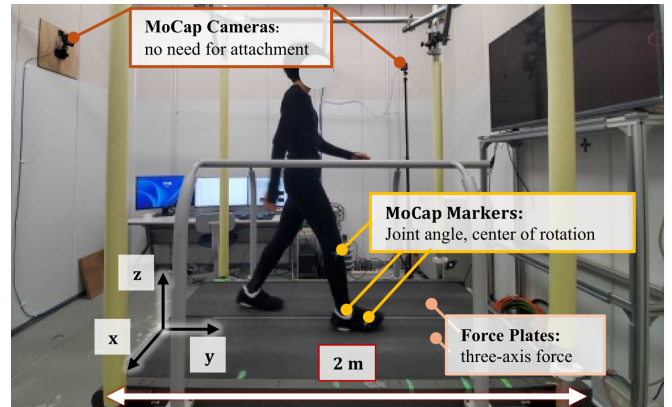 MoCap Cameras:
no need for attachment
MoCap Markers:
Joint angle, center of rotation
z
x
y
Force Plates:
three-axis force
2 m